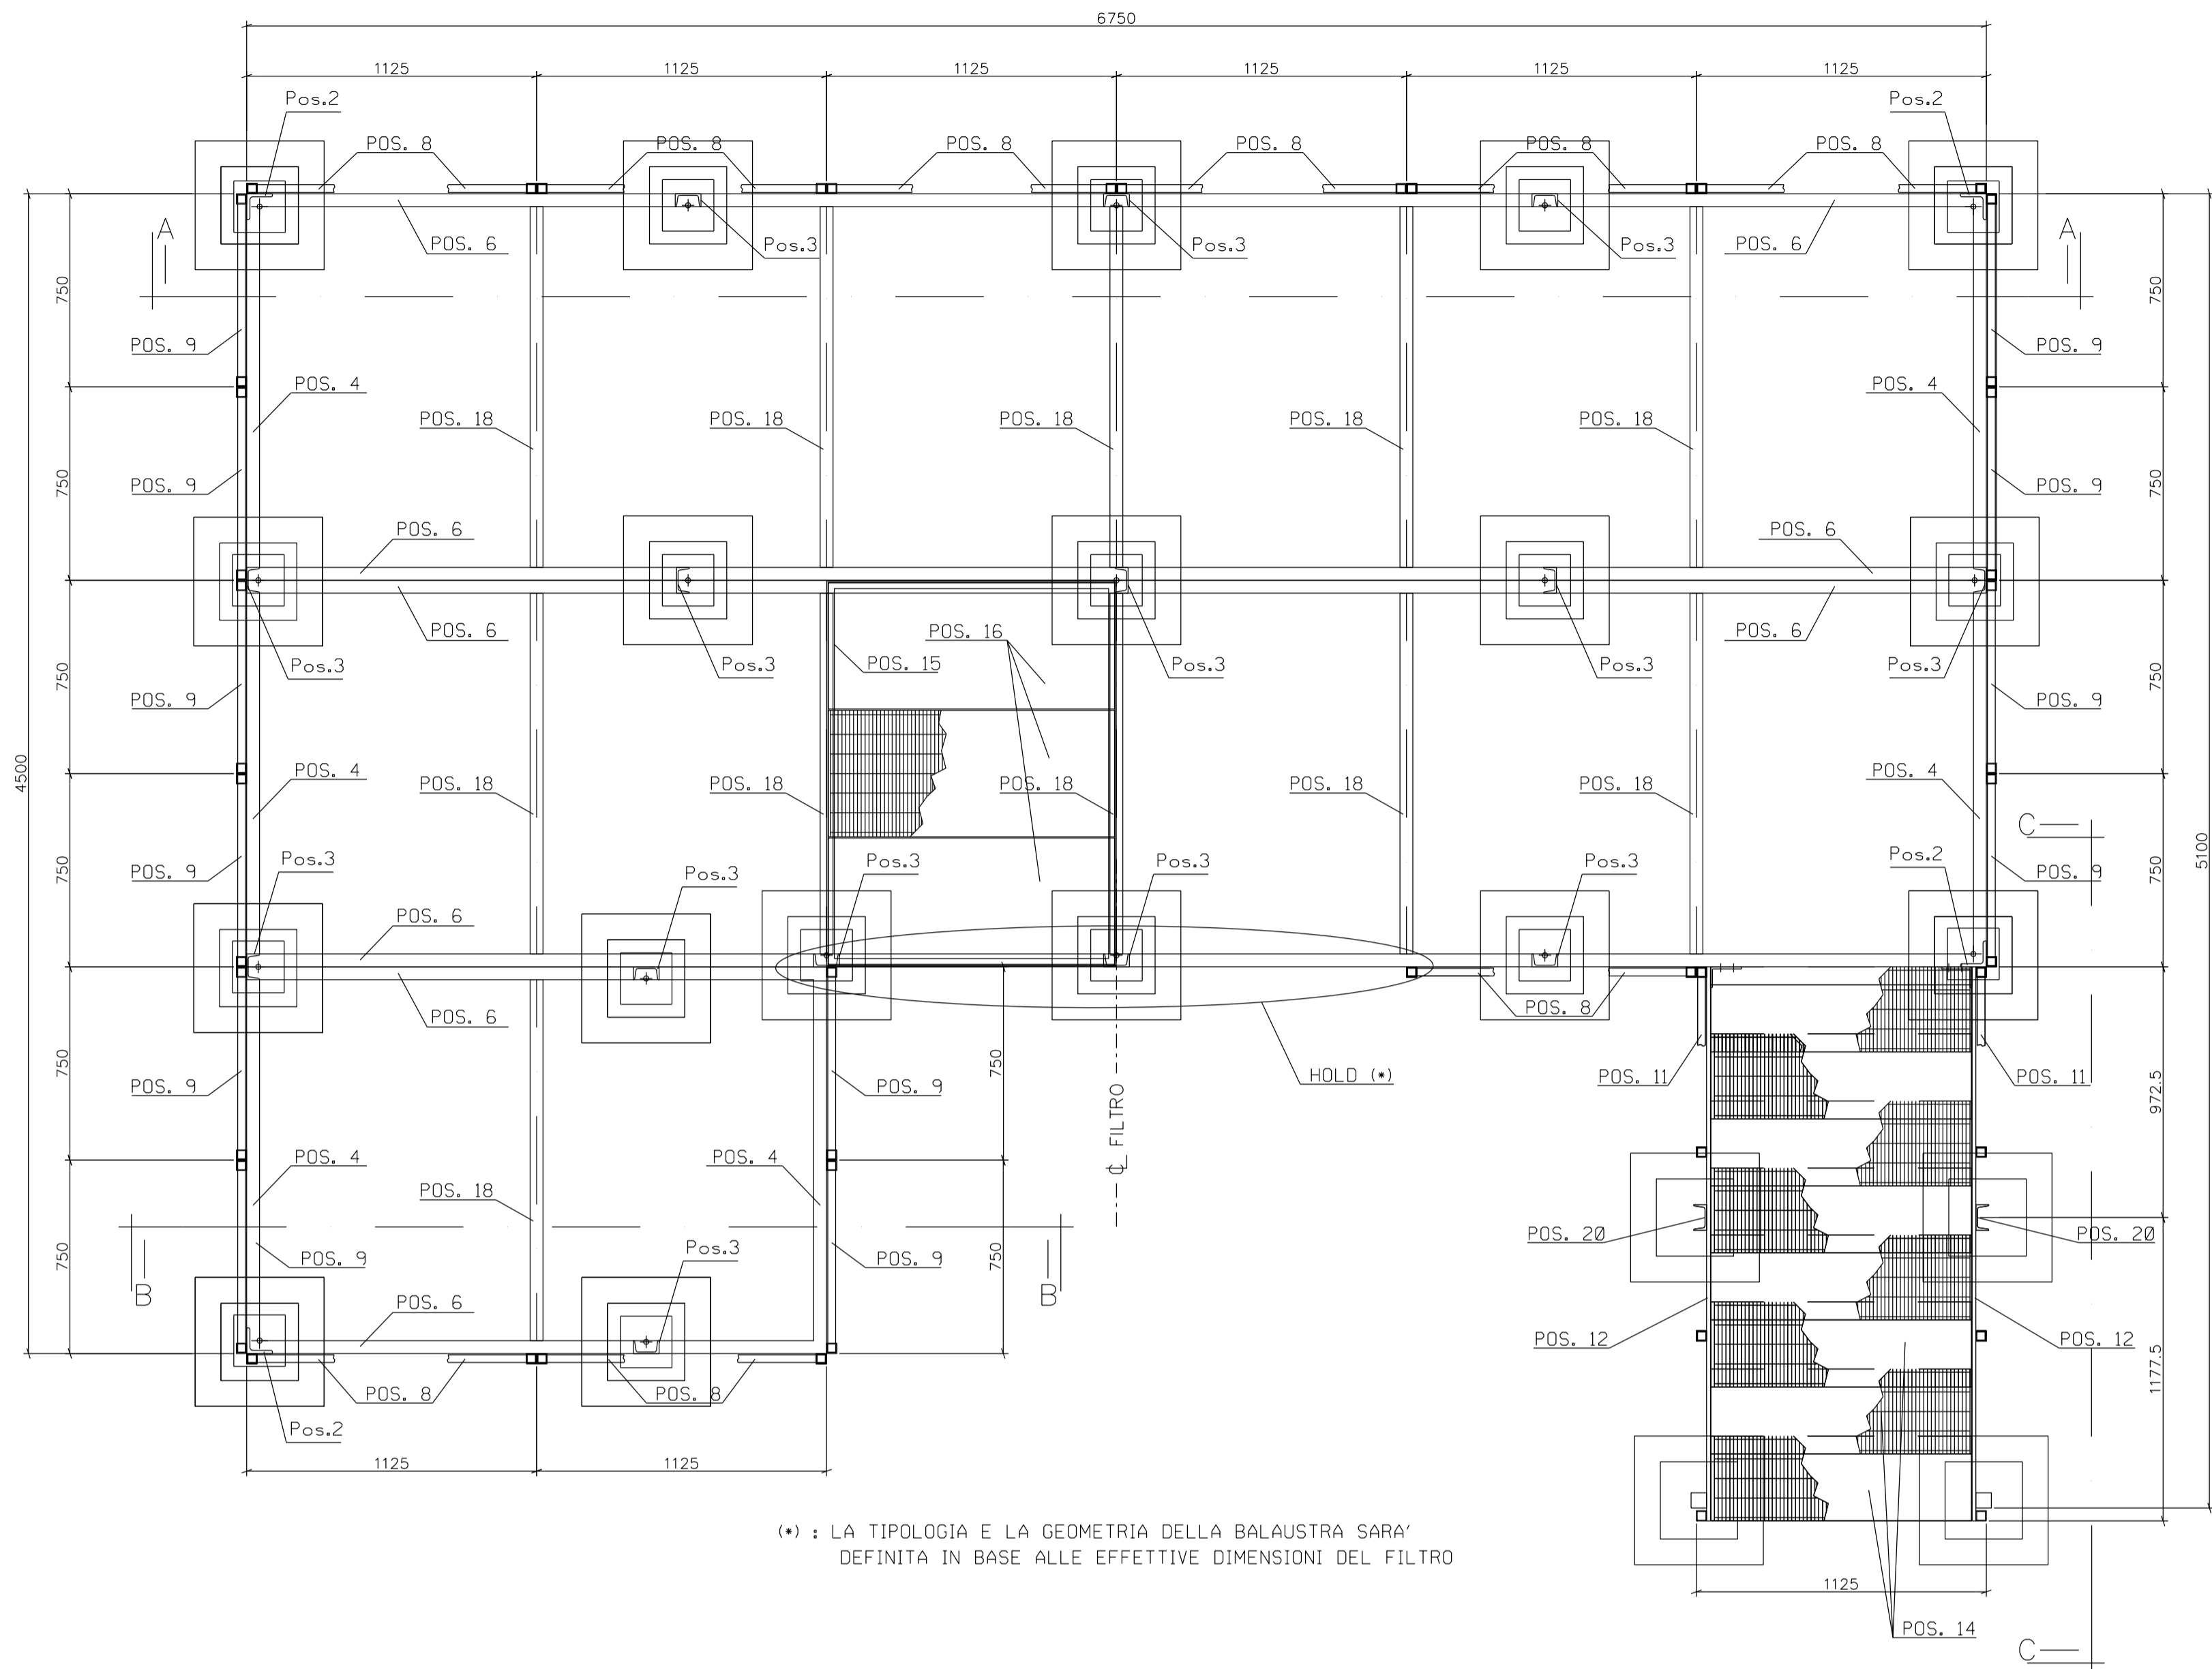 6750
1125 1125 1125 1125 1125 1125
Pos.2 Pos.2
POS. 8 POS. 8 POS. 8 POS. 8 POS. 8 POS. 8
A A
POS. 6 Pos.3 Pos.3 Pos.3 POS. 6
750 750
POS. 9 POS. 9
POS. 4 POS. 4
POS. 18 POS. 18 POS. 18 POS. 18 POS. 18
750 750
POS. 9 POS. 9
POS. 6 POS. 6
POS. 6 POS. 16 POS. 6
Pos.3 Pos.3 POS. 15 Pos.3 Pos.3 Pos.3
750 750
POS. 9 POS. 9
4500
POS. 4 POS. 4
POS. 18 POS. 18 POS. 18 POS. 18 POS. 18
C
5100
Pos.3 Pos.3 Pos.3 Pos.3 Pos.3 Pos.2
750 750
POS. 9 POS. 9
POS. 6
POS. 6 POS. 8
750 750
POS. 9 POS. 9 HOLD (*) POS. 11 POS. 11
972.5
℄ FILTRO
POS. 4 POS. 4
POS. 18
POS. 20 POS. 20
750 750
POS. 9 Pos.3 POS. 9
B B
POS. 6
POS. 12 POS. 12
1177.5
POS. 8 POS. 8
Pos.2
1125 1125
(*) : LA TIPOLOGIA E LA GEOMETRIA DELLA BALAUSTRA SARA'
DEFINITA IN BASE ALLE EFFETTIVE DIMENSIONI DEL FILTRO
1125
POS. 14
C